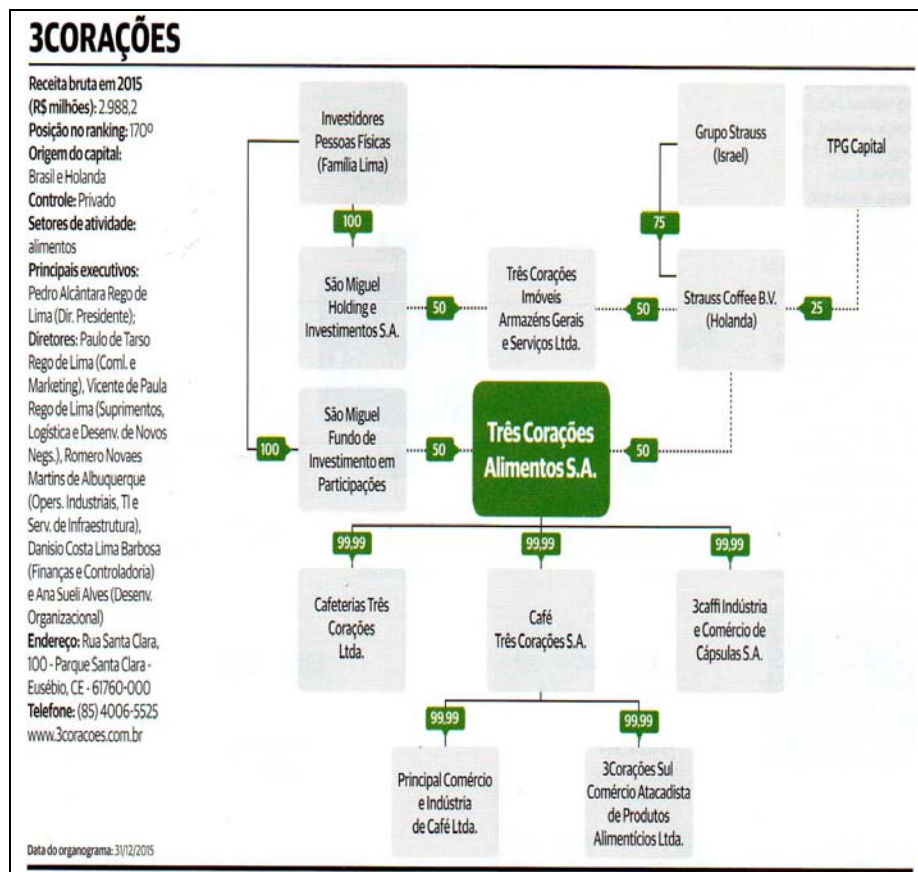 3CORAÇÕES
Receita bruta em 2015
(R$ milhões): 2.988,2
Posição no ranking: 170º
Origem do capital:
Brasil e Holanda
Controle: Privado
Setores de atividade:
alimentos
Principais executivos:
Pedro Alcântara Rego de
Lima (Dir. Presidente);
Diretores: Paulo de Tarso
Rego de Lima (Coml. e
Marketing), Vicente de Paula
Rego de Lima (Suprimentos,
Logística e Desenv. de Novos
Negs.), Romero Novaes
Martins de Albuquerque
(Opers. Industriais, TI e
Serv. de Infraestrutura),
Danisio Costa Lima Barbosa
(Finanças e Controladoria)
e Ana Sueli Alves (Desenv.
Organizacional)
Endereço: Rua Santa Clara,
100 - Parque Santa Clara -
Eusébio, CE - 61760-000
Telefone: (85) 4006-5525
www.3coracoes.com.br
Data do organograma: 31/12/2015
Investidores
Pessoas Físicas
(Família Lima)
Grupo Strauss
(Israel)
TPG Capital
100
75
São Miguel
Holding e
Investimentos S.A.
50
Três Corações
Imóveis
Armazéns Gerais
e Serviços Ltda.
50
Strauss Coffee B.V.
(Holanda)
25
100
São Miguel
Fundo de
Investimento em
Participações
50
Três Corações
Alimentos S.A.
50
99,99
99,99
99,99
Cafeterias Três
Corações
Ltda.
Café
Três Corações S.A.
3caffi Indústria
e Comércio de
Cápsulas S.A.
99,99
99,99
Principal Comércio
e Indústria
de Café Ltda.
3Corações Sul
Comércio Atacadista
de Produtos
Alimentícios Ltda.